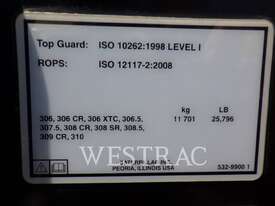 Top Guard: ISO 10262:1998 LEVEL I
ROPS: ISO 12117-2:2008
kg LB
306, 306 CR, 306 XTC, 306.5, 11 701 25,796
307.5, 308 CR, 308 SR, 308.5,
309 CR, 310
WESTRAC
CATERPILLAR INC.
PEORIA, ILLINOIS USA
532-9900 1